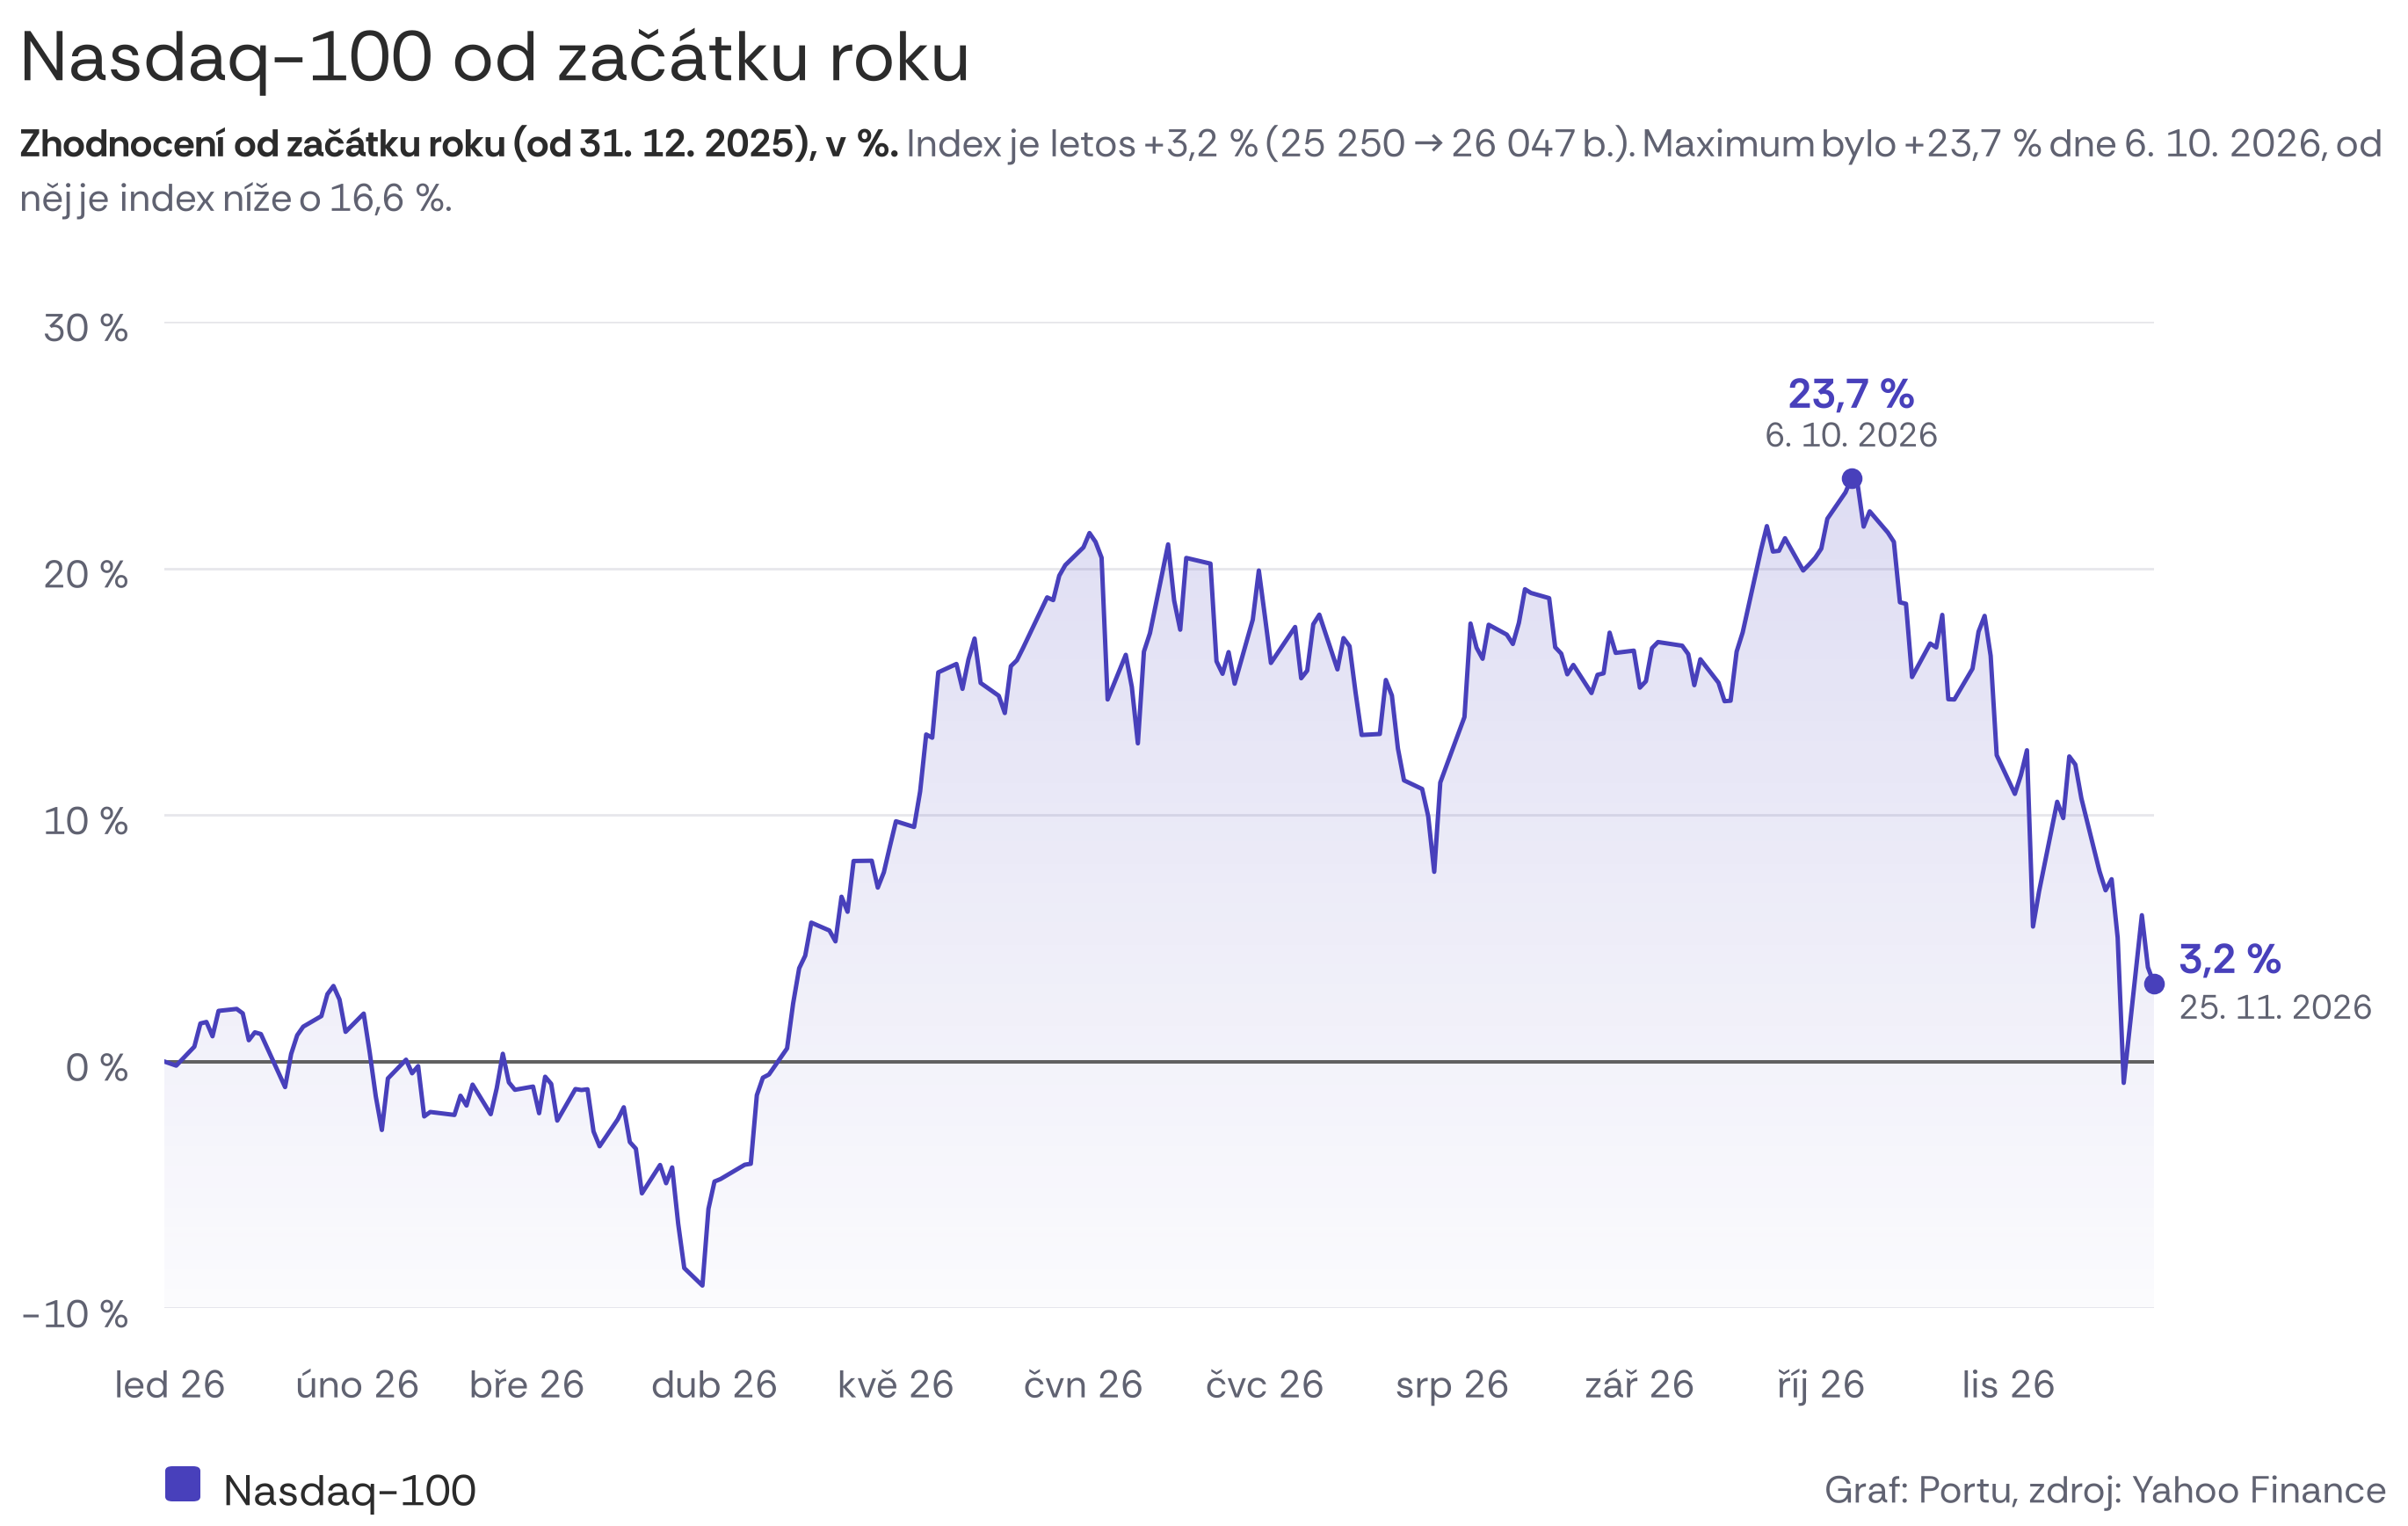 Nasdaq-100 od začátku roku
Zhodnocení od začátku roku (od 31. 12. 2025), v %. Index je letos +3,2 % (25 250 → 26 047 b.). Maximum bylo +23,7 % dne 6. 10. 2026, od
něj je index níže o 16,6 %.
30 %
23,7 %
6. 10. 2026
20 %
10 %
3,2 %
25. 11. 2026
0 %
-10 %
led 26 úno 26 bře 26 dub 26 kvě 26 čvn 26 čvc 26 srp 26 zář 26 říj 26 lis 26
Nasdaq-100
Graf: Portu, zdroj: Yahoo Finance